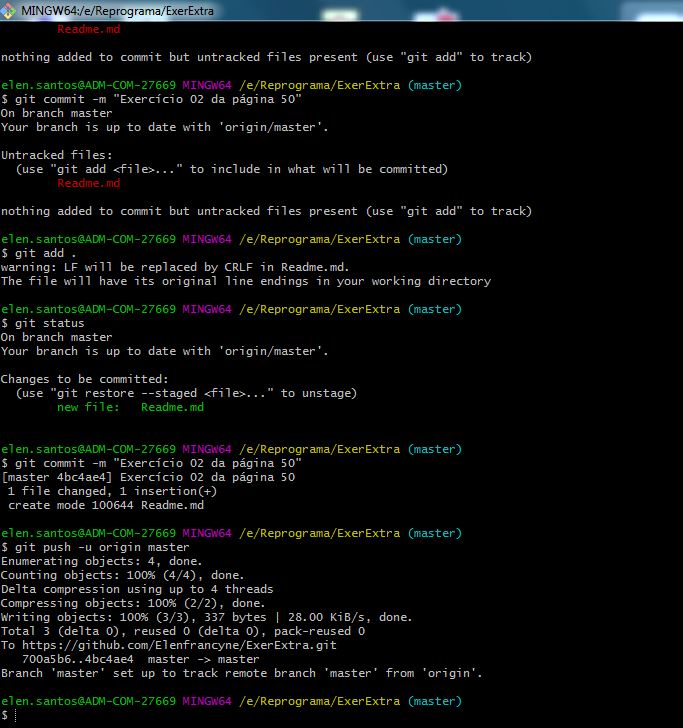 MINGW64:/e/Reprograma/ExerExtra
Readme.md
nothing added to commit but untracked files present (use "git add" to track)
elen.santos@ADM-COM-27669 MINGW64 /e/Reprograma/ExerExtra (master)
$ git commit -m "Exercício 02 da página 50"
On branch master
Your branch is up to date with 'origin/master'.
Untracked files:
(use "git add <file>..." to include in what will be committed)
Readme.md
nothing added to commit but untracked files present (use "git add" to track)
elen.santos@ADM-COM-27669 MINGW64 /e/Reprograma/ExerExtra (master)
$ git add .
warning: LF will be replaced by CRLF in Readme.md.
The file will have its original line endings in your working directory
elen.santos@ADM-COM-27669 MINGW64 /e/Reprograma/ExerExtra (master)
$ git status
On branch master
Your branch is up to date with 'origin/master'.
Changes to be committed:
(use "git restore --staged <file>..." to unstage)
new file:   Readme.md
elen.santos@ADM-COM-27669 MINGW64 /e/Reprograma/ExerExtra (master)
$ git commit -m "Exercício 02 da página 50"
[master 4bc4ae4] Exercício 02 da página 50
1 file changed, 1 insertion(+)
create mode 100644 Readme.md
elen.santos@ADM-COM-27669 MINGW64 /e/Reprograma/ExerExtra (master)
$ git push -u origin master
Enumerating objects: 4, done.
Counting objects: 100% (4/4), done.
Delta compression using up to 4 threads
Compressing objects: 100% (2/2), done.
Writing objects: 100% (3/3), 337 bytes | 28.00 KiB/s, done.
Total 3 (delta 0), reused 0 (delta 0), pack-reused 0
To https://github.com/Elenfrancyne/ExerExtra.git
700a5b6..4bc4ae4  master -> master
Branch 'master' set up to track remote branch 'master' from 'origin'.
elen.santos@ADM-COM-27669 MINGW64 /e/Reprograma/ExerExtra (master)
$